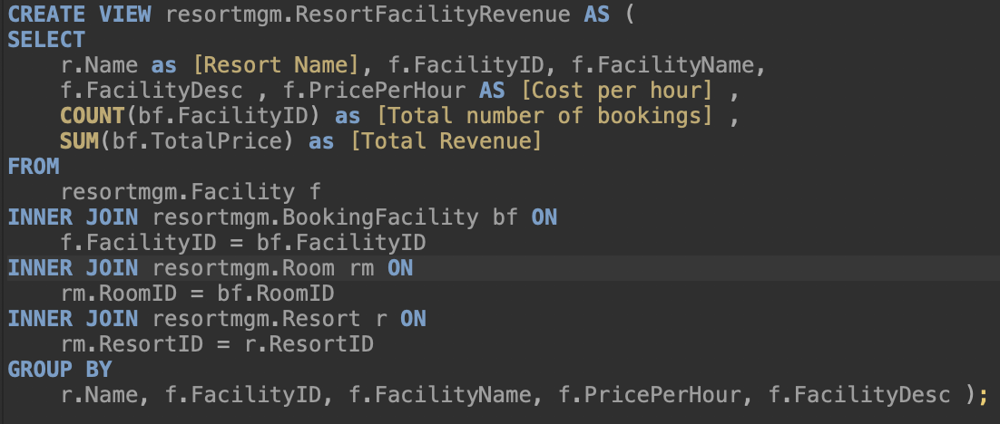 CREATE VIEW resortmgm.ResortFacilityRevenue AS (
SELECT
    r.Name as [Resort Name], f.FacilityID, f.FacilityName,
    f.FacilityDesc , f.PricePerHour AS [Cost per hour] ,
    COUNT(bf.FacilityID) as [Total number of bookings] ,
    SUM(bf.TotalPrice) as [Total Revenue]
FROM
    resortmgm.Facility f
INNER JOIN resortmgm.BookingFacility bf ON
    f.FacilityID = bf.FacilityID
INNER JOIN resortmgm.Room rm ON
    rm.RoomID = bf.RoomID
INNER JOIN resortmgm.Resort r ON
    rm.ResortID = r.ResortID
GROUP BY
    r.Name, f.FacilityID, f.FacilityName, f.PricePerHour, f.FacilityDesc );